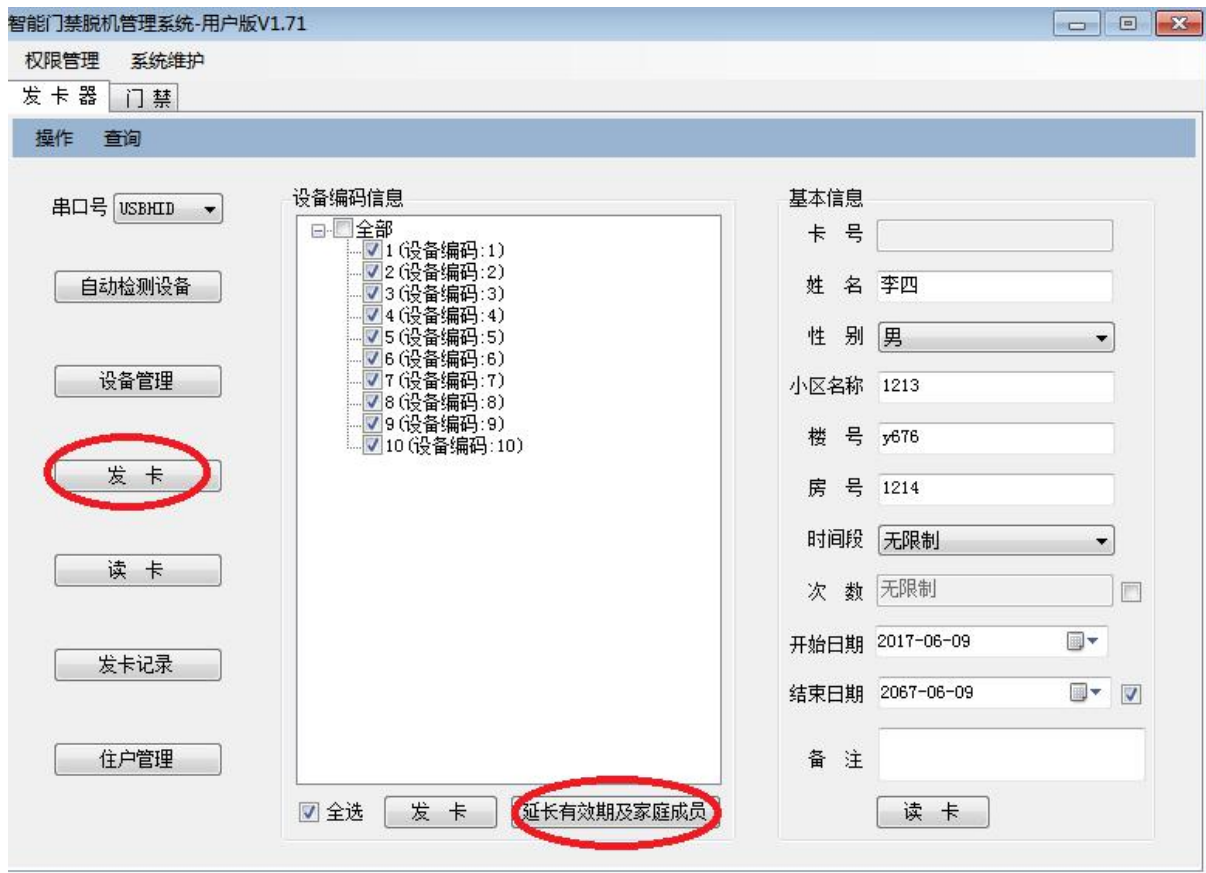 智能门禁脱机管理系统-用户版V1.71
权限管理 系统维护
发 卡 器 门 禁
操作 查询
串口号 USBHID
自动检测设备
设备管理
发 卡
读 卡
发卡记录
住户管理
设备编码信息
全部
1(设备编码:1)
2(设备编码:2)
3(设备编码:3)
4(设备编码:4)
5(设备编码:5)
6(设备编码:6)
7(设备编码:7)
8(设备编码:8)
9(设备编码:9)
10(设备编码:10)
全选 发 卡 延长有效期及家庭成员
基本信息
卡 号
姓 名 李四
性 别 男
小区名称 1213
楼 号 y676
房 号 1214
时间段 无限制
次 数 无限制
开始日期 2017-06-09
结束日期 2067-06-09
备 注
读 卡